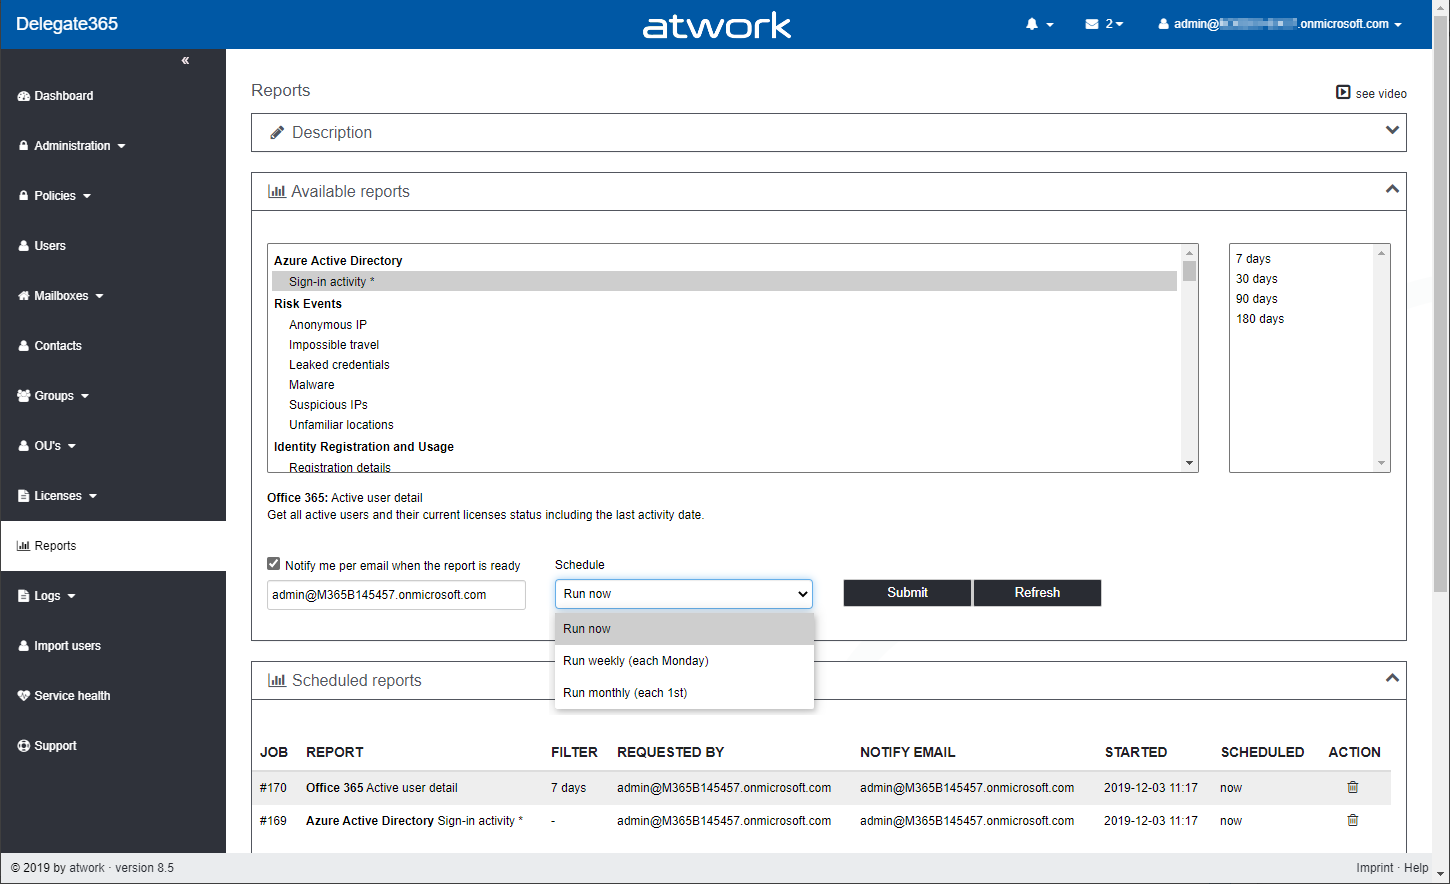 Delegate365
atwork
2
admin@ .onmicrosoft.com
«
Dashboard
Administration
Policies
Users
Mailboxes
Contacts
Groups
OU's
Licenses
Reports
Logs
Import users
Service health
Support
Reports
see video
Description
Available reports
Azure Active Directory
Sign-in activity *
Risk Events
Anonymous IP
Impossible travel
Leaked credentials
Malware
Suspicious IPs
Unfamiliar locations
Identity Registration and Usage
Registration details
7 days
30 days
90 days
180 days
Office 365: Active user detail
Get all active users and their current licenses status including the last activity date.
Notify me per email when the report is ready
admin@M365B145457.onmicrosoft.com
Schedule
Run now
Submit
Refresh
Run now
Run weekly (each Monday)
Run monthly (each 1st)
Scheduled reports
JOB REPORT FILTER REQUESTED BY NOTIFY EMAIL STARTED SCHEDULED ACTION
#170 Office 365 Active user detail 7 days admin@M365B145457.onmicrosoft.com admin@M365B145457.onmicrosoft.com 2019-12-03 11:17 now
#169 Azure Active Directory Sign-in activity * - admin@M365B145457.onmicrosoft.com admin@M365B145457.onmicrosoft.com 2019-12-03 11:17 now
© 2019 by atwork · version 8.5
Imprint · Help